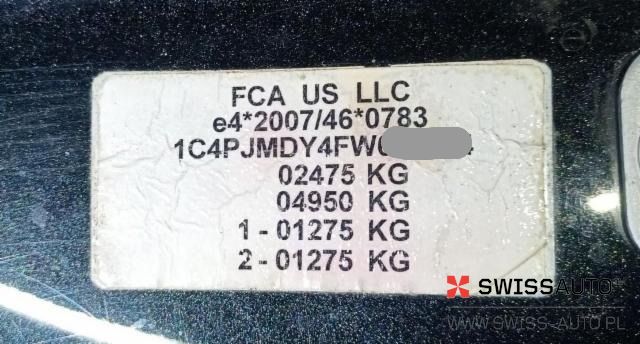 FCA US LLC
e4*2007/46*0783
1C4PJMDY4FW
02475 KG
04950 KG
1 - 01275 KG
2 - 01275 KG
SWISSAUTO
WWW.SWISS-AUTO.PL